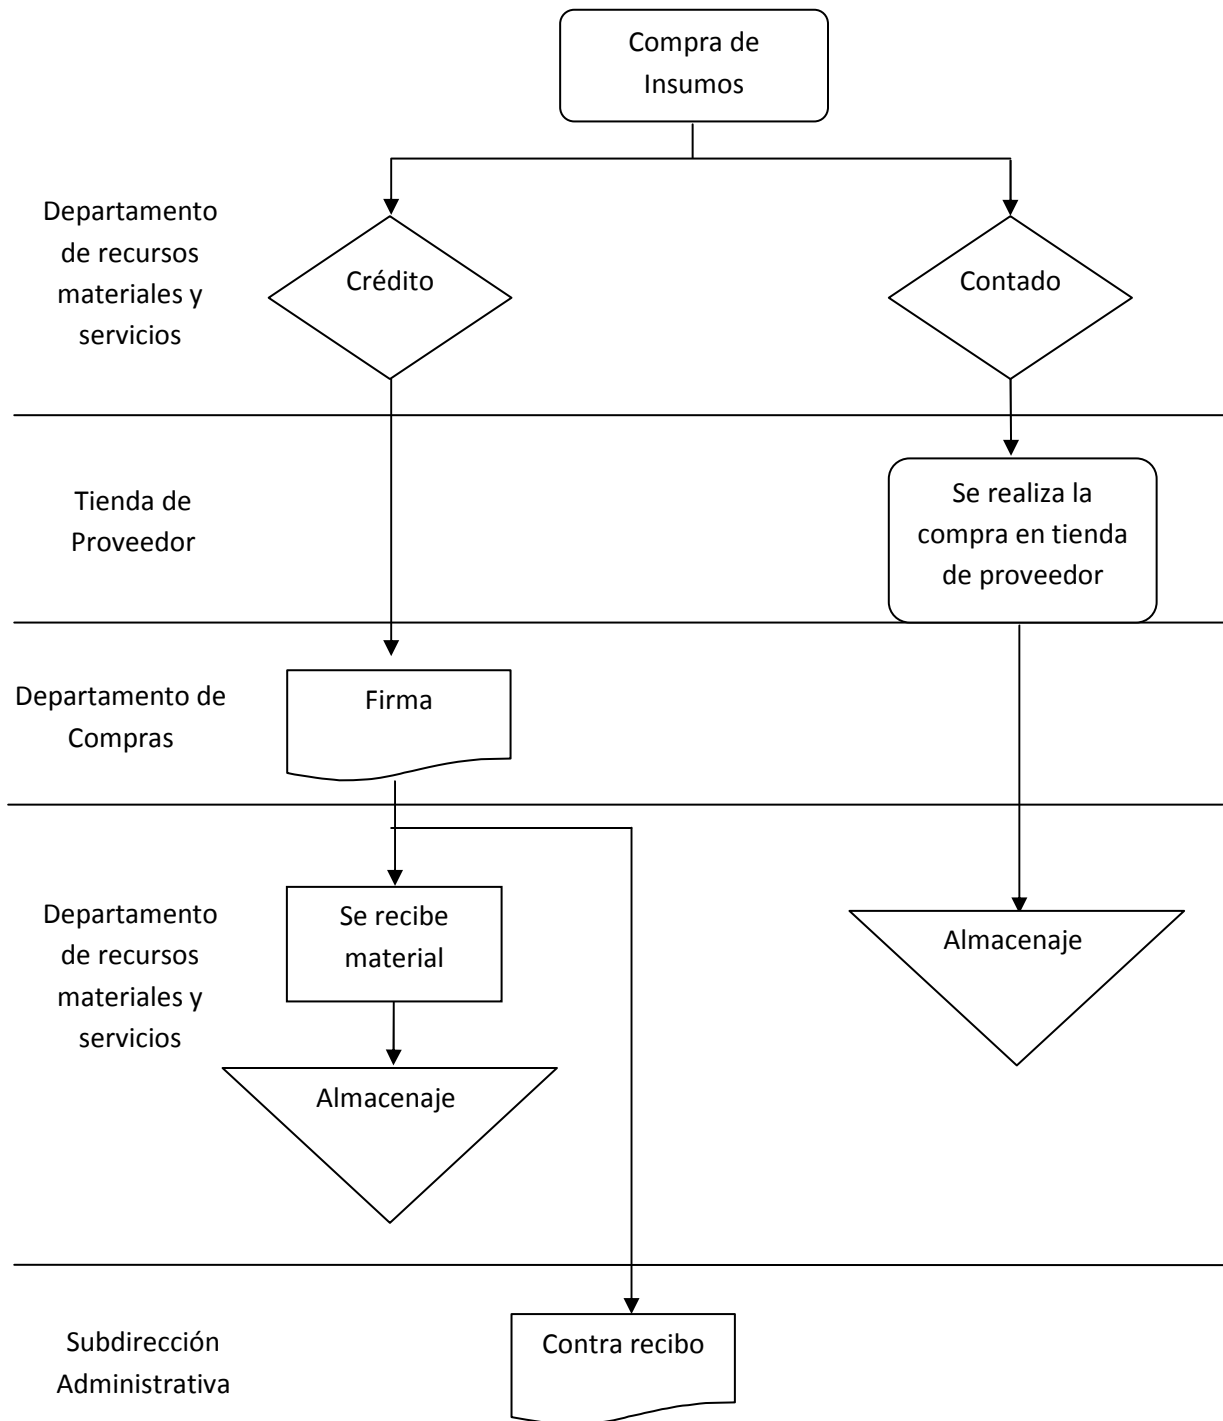 Compra de
Insumos
Departamento
de recursos
materiales y
servicios
Crédito
Contado
Tienda de
Proveedor
Se realiza la
compra en tienda
de proveedor
Departamento de
Compras
Firma
Departamento
de recursos
materiales y
servicios
Se recibe
material
Almacenaje
Almacenaje
Subdirección
Administrativa
Contra recibo